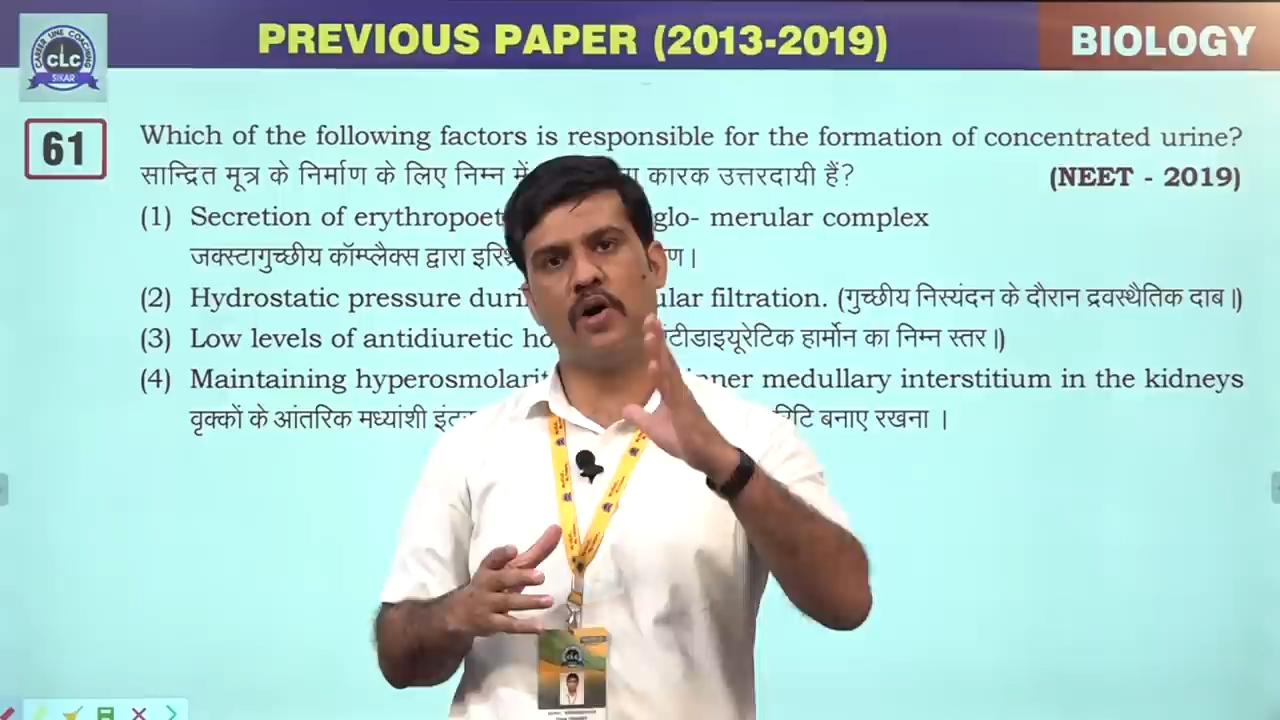 PREVIOUS PAPER (2013-2019)
BIOLOGY
CAREER LINE COACHING
CLC
SIKAR
61
Which of the following factors is responsible for the formation of concentrated urine?
सान्द्रित मूत्र के निर्माण के लिए निम्न में कारक उत्तरदायी हैं?
(NEET - 2019)
(1) Secretion of erythropoet glo- merular complex
जक्स्टागुच्छीय कॉम्प्लैक्स द्वारा ण।
(2) Hydrostatic pressure duri ular filtration. (गुच्छीय निस्यंदन के दौरान द्रवस्थैतिक दाब।)
(3) Low levels of antidiuretic ho टीडाइयूरेटिक हार्मोन का निम्न स्तर।)
(4) Maintaining hyperosmolarit inner medullary interstitium in the kidneys
वृक्कों के आंतरिक मध्यांशी रिटि बनाए रखना ।